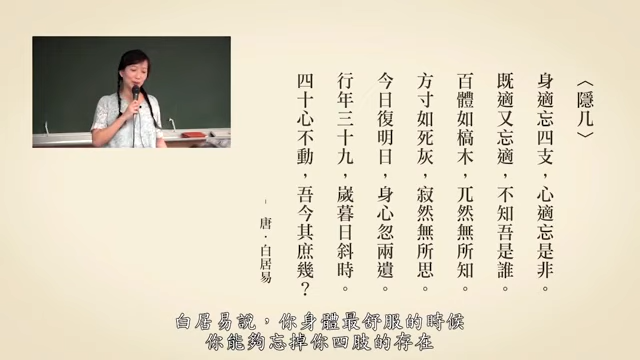 〈隱几〉
身適忘四支，心適忘是非。
既適又忘適，不知吾是誰。
百體如槁木，兀然無所知。
方寸如死灰，寂然無所思。
今日復明日，身心忽兩遺。
行年三十九，歲暮日斜時。
四十心不動，吾今其庶幾？
-唐．白居易
白居易說，你身體最舒服的時候
你能夠忘掉你四肢的存在